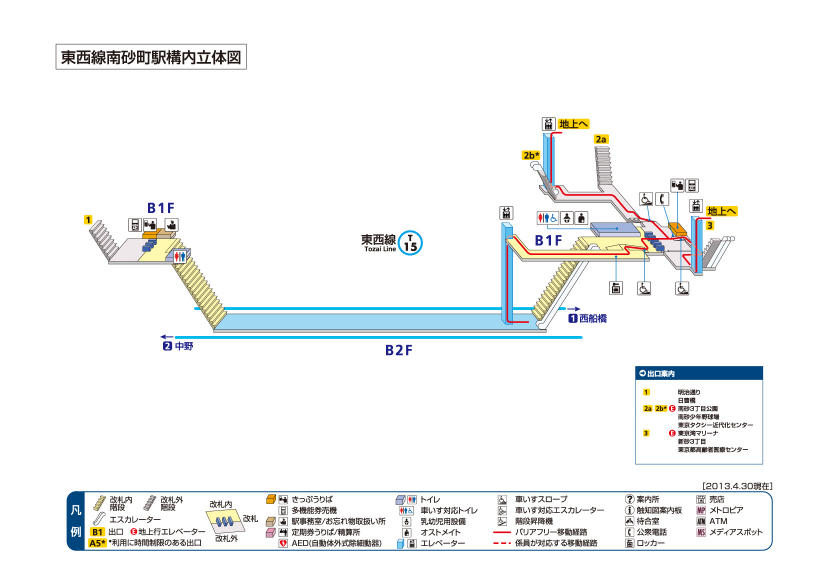 東西線南砂町駅構内立体図
地上へ
2a
2b*
地上へ
3
B1F
1
東西線
Tozai Line
T
15
B1F
1 西船橋
2 中野
B2F
出口案内
1 明治通り
日曹橋
2a 2b* E 南砂3丁目公園
南砂少年野球場
東京タクシー近代化センター
3 E 東京湾マリーナ
新砂3丁目
東京都高齢者医療センター
[2013.4.30現在]
凡例
改札内階段
改札外階段
エスカレーター
B1 出口 E 地上行エレベーター
A5* *利用に時間制限のある出口
改札内
改札
改札外
きっぷうりば
多機能券売機
駅事務室/お忘れ物取扱い所
定期券うりば/精算所
AED(自動体外式除細動器)
トイレ
車いす対応トイレ
乳幼児用設備
オストメイト
エレベーター
車いすスロープ
車いす対応エスカレーター
階段昇降機
バリアフリー移動経路
係員が対応する移動経路
? 案内所
触知図案内板
待合室
公衆電話
ロッカー
売店
MP メトロピア
ATM ATM
MS メディアスポット